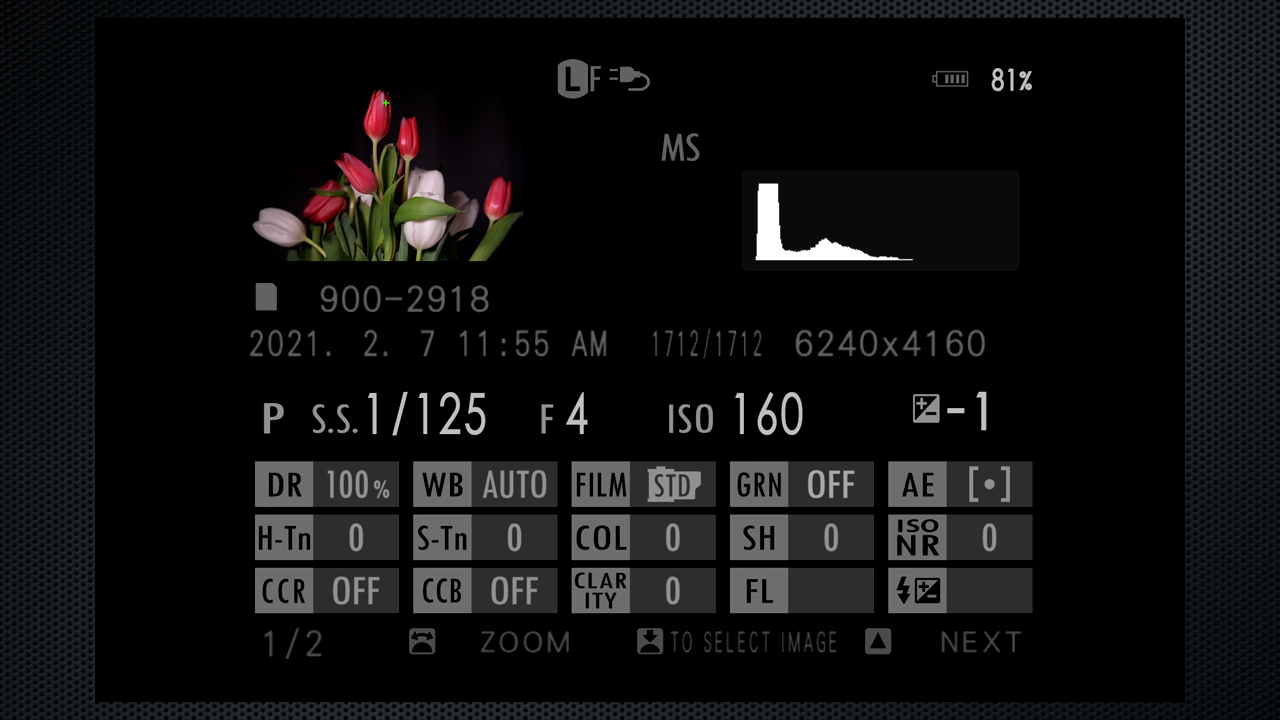 L F 81%
MS
900-2918
2021. 2. 7 11:55 AM 1712/1712 6240x4160
P S.S.1/125 F 4 ISO 160 -1
DR 100% WB AUTO FILM STD GRN OFF AE [•]
H-Tn 0 S-Tn 0 COL 0 SH 0 ISO NR 0
CCR OFF CCB OFF CLARITY 0 FL
1/2 ZOOM TO SELECT IMAGE NEXT